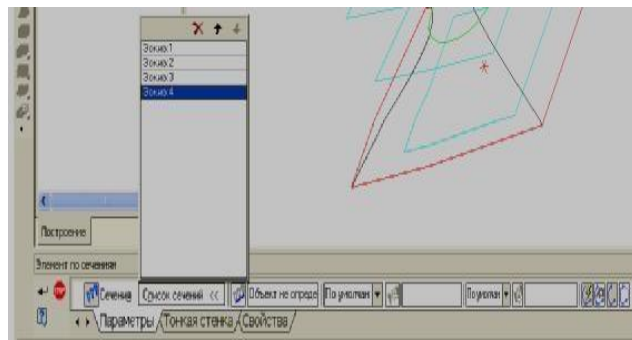 Эскиз:1
Эскиз:2
Эскиз:3
Эскиз:4
Построение
Элемент по сечениям
Сечения Список сечений << Объект не опреде По умолчан По умолчан
Параметры Тонкая стенка Свойства